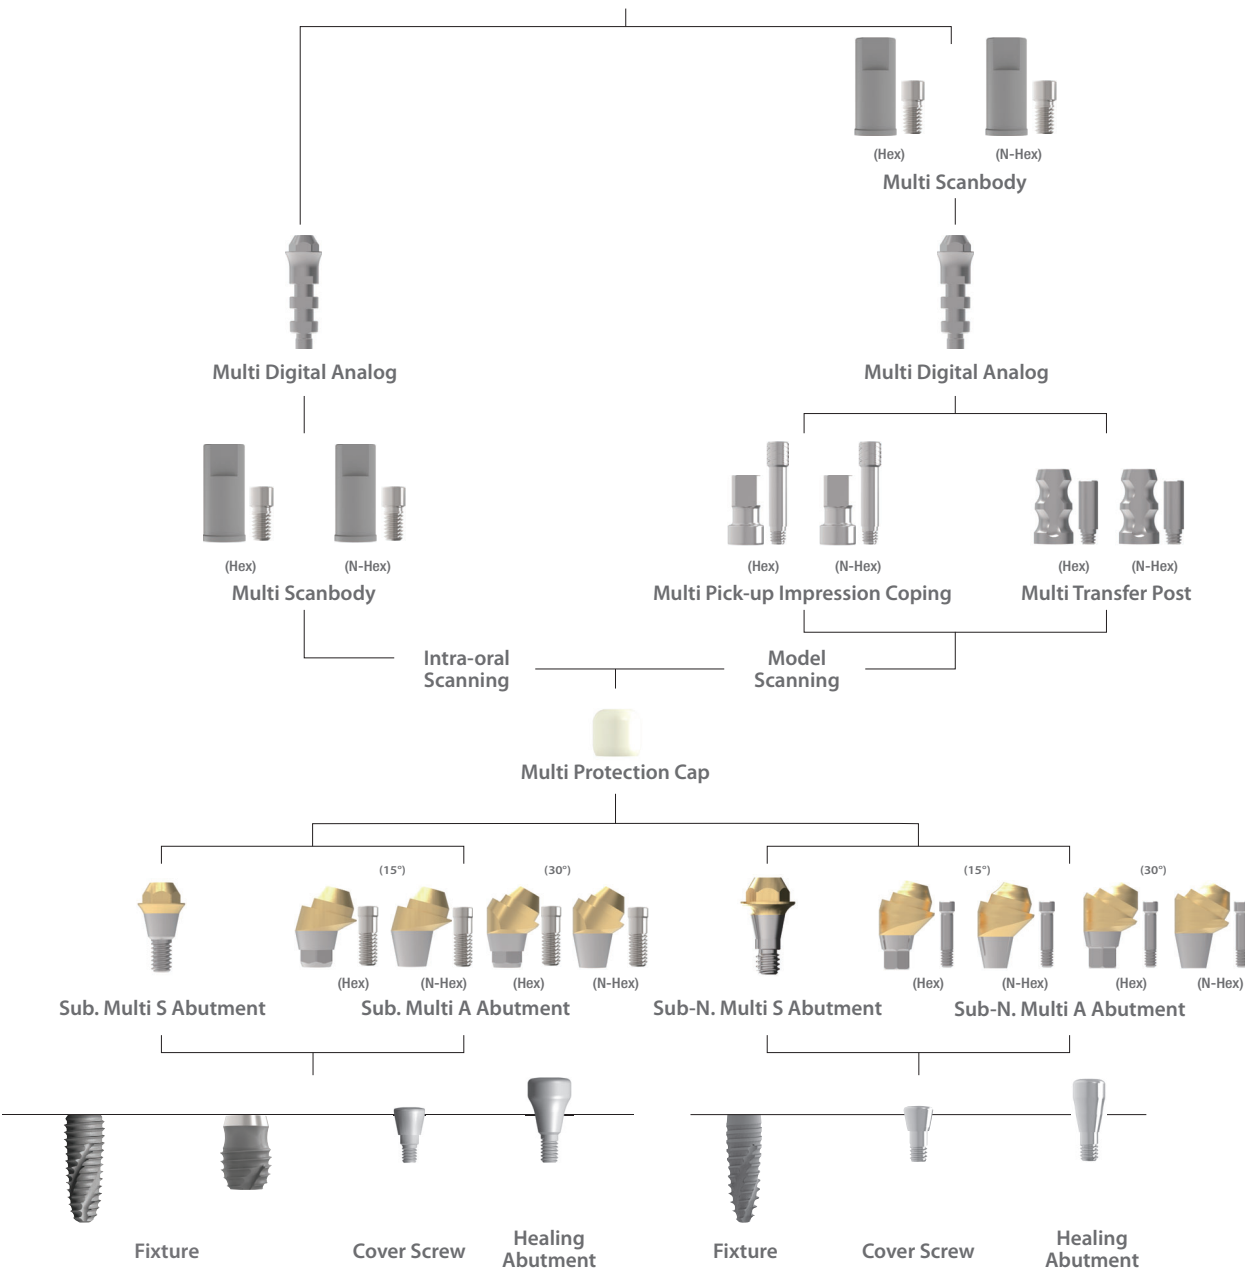 (Hex) (N-Hex)
Multi Scanbody
Multi Digital Analog Multi Digital Analog
(Hex) (N-Hex) (Hex) (N-Hex) (Hex) (N-Hex)
Multi Scanbody Multi Pick-up Impression Coping Multi Transfer Post
Intra-oral
Scanning
Model
Scanning
Multi Protection Cap
(15°) (30°) (15°) (30°)
(Hex) (N-Hex) (Hex) (N-Hex) (Hex) (N-Hex) (Hex) (N-Hex)
Sub. Multi S Abutment Sub. Multi A Abutment Sub-N. Multi S Abutment Sub-N. Multi A Abutment
Fixture Cover Screw
Healing
Abutment
Fixture Cover Screw
Healing
Abutment